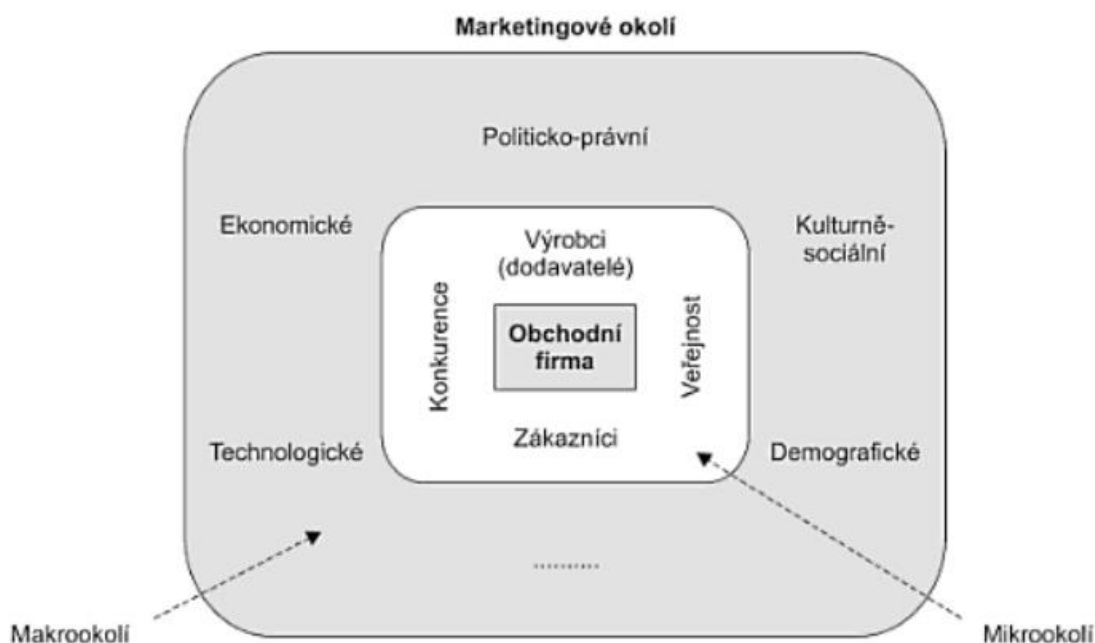 Marketingové okolí
Politicko-právní
Ekonomické
Kulturně-
sociální
Výrobci
(dodavatelé)
Konkurence
Obchodní
firma
Veřejnost
Zákazníci
Technologické
Demografické
...........
Makrookolí
Mikrookolí